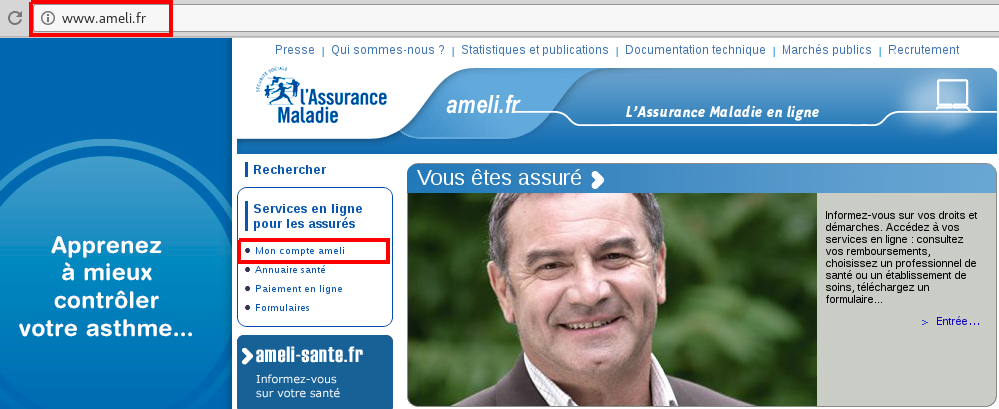 www.ameli.fr
Presse | Qui sommes-nous ? | Statistiques et publications | Documentation technique | Marchés publics | Recrutement
SÉCURITÉ SOCIALE
l'Assurance
Maladie
ameli.fr
L'Assurance Maladie en ligne
Apprenez
à mieux
contrôler
votre asthme...
Rechercher
Services en ligne
pour les assurés
Mon compte ameli
Annuaire santé
Paiement en ligne
Formulaires
ameli-sante.fr
Informez-vous
sur votre santé
Vous êtes assuré
Informez-vous sur vos droits et
démarches. Accédez à vos
services en ligne : consultez
vos remboursements,
choisissez un professionnel de
santé ou un établissement de
soins, téléchargez un
formulaire...
> Entrée...